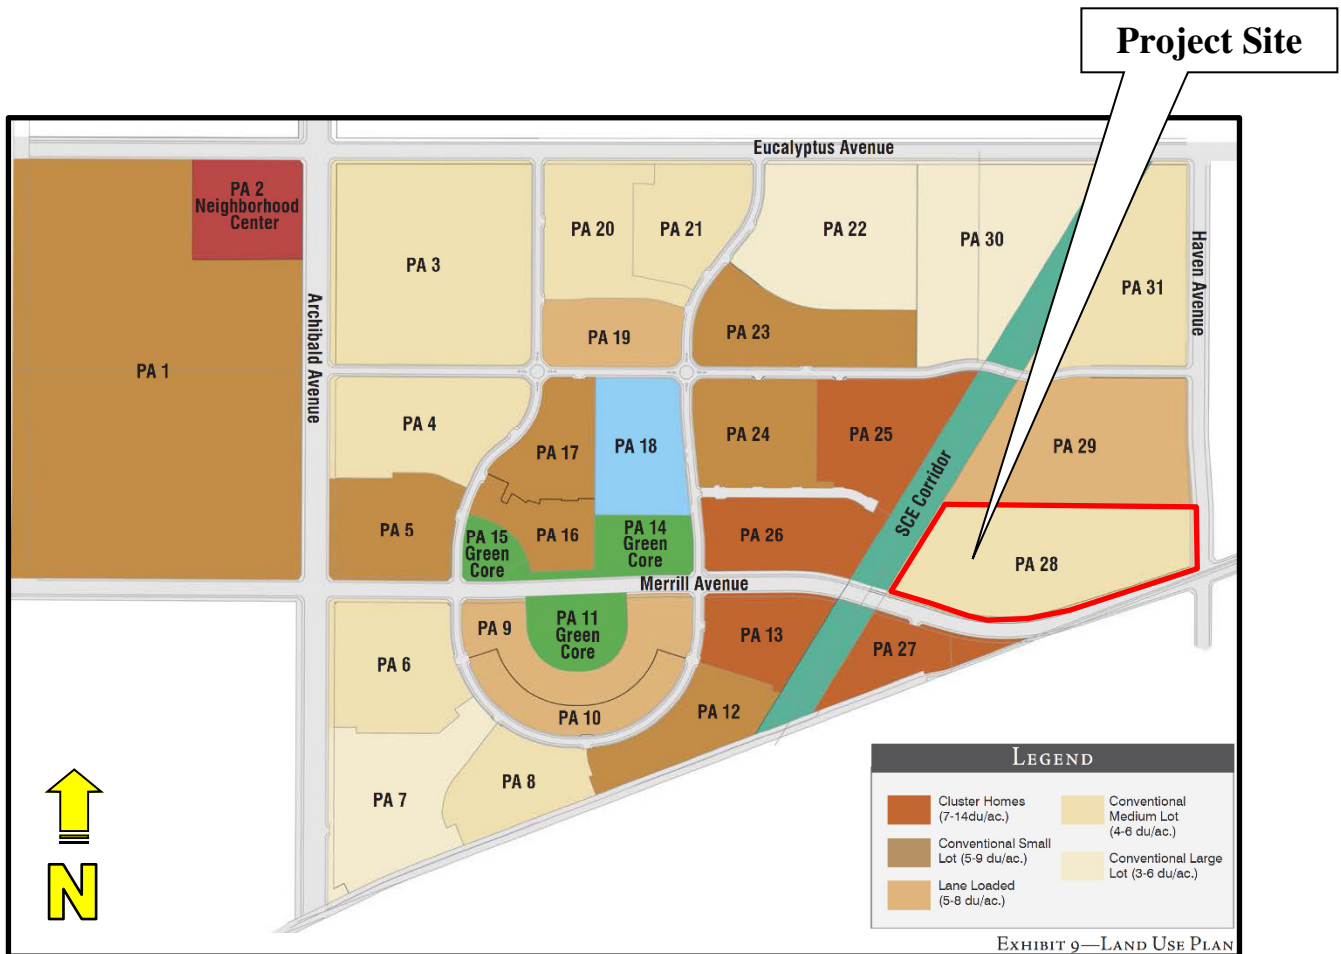 Project Site
Eucalyptus Avenue
PA 2
Neighborhood
Center
PA 20
PA 21
PA 22
PA 30
PA 3
PA 31
Haven Avenue
Archibald Avenue
PA 19
PA 23
PA 1
PA 4
PA 17
PA 18
PA 24
PA 25
PA 29
SCE Corridor
PA 5
PA 15
Green
Core
PA 16
PA 14
Green
Core
PA 26
PA 28
Merrill Avenue
PA 9
PA 11
Green
Core
PA 13
PA 27
PA 6
PA 10
PA 12
PA 7
PA 8
N
LEGEND
Cluster Homes
(7-14du/ac.)
Conventional Small
Lot (5-9 du/ac.)
Lane Loaded
(5-8 du/ac.)
Conventional
Medium Lot
(4-6 du/ac.)
Conventional Large
Lot (3-6 du/ac.)
EXHIBIT 9—LAND USE PLAN